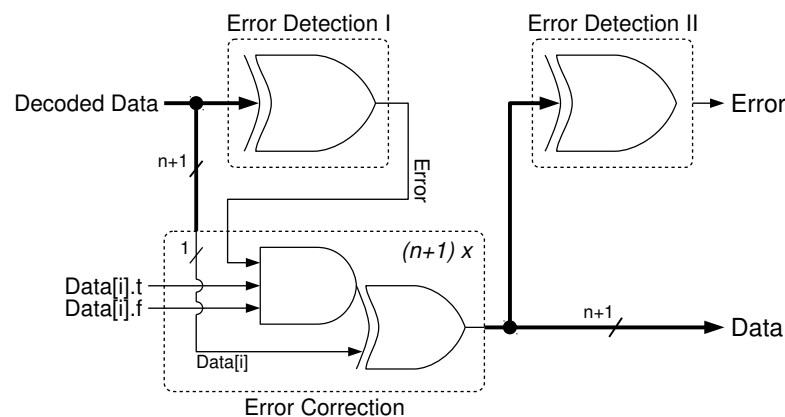 Error Detection I
Error Detection II
Decoded Data
Error
n+1
Error
1
(n+1) x
Data[i].t
Data[i].f
n+1
Data
Data[i]
Error Correction